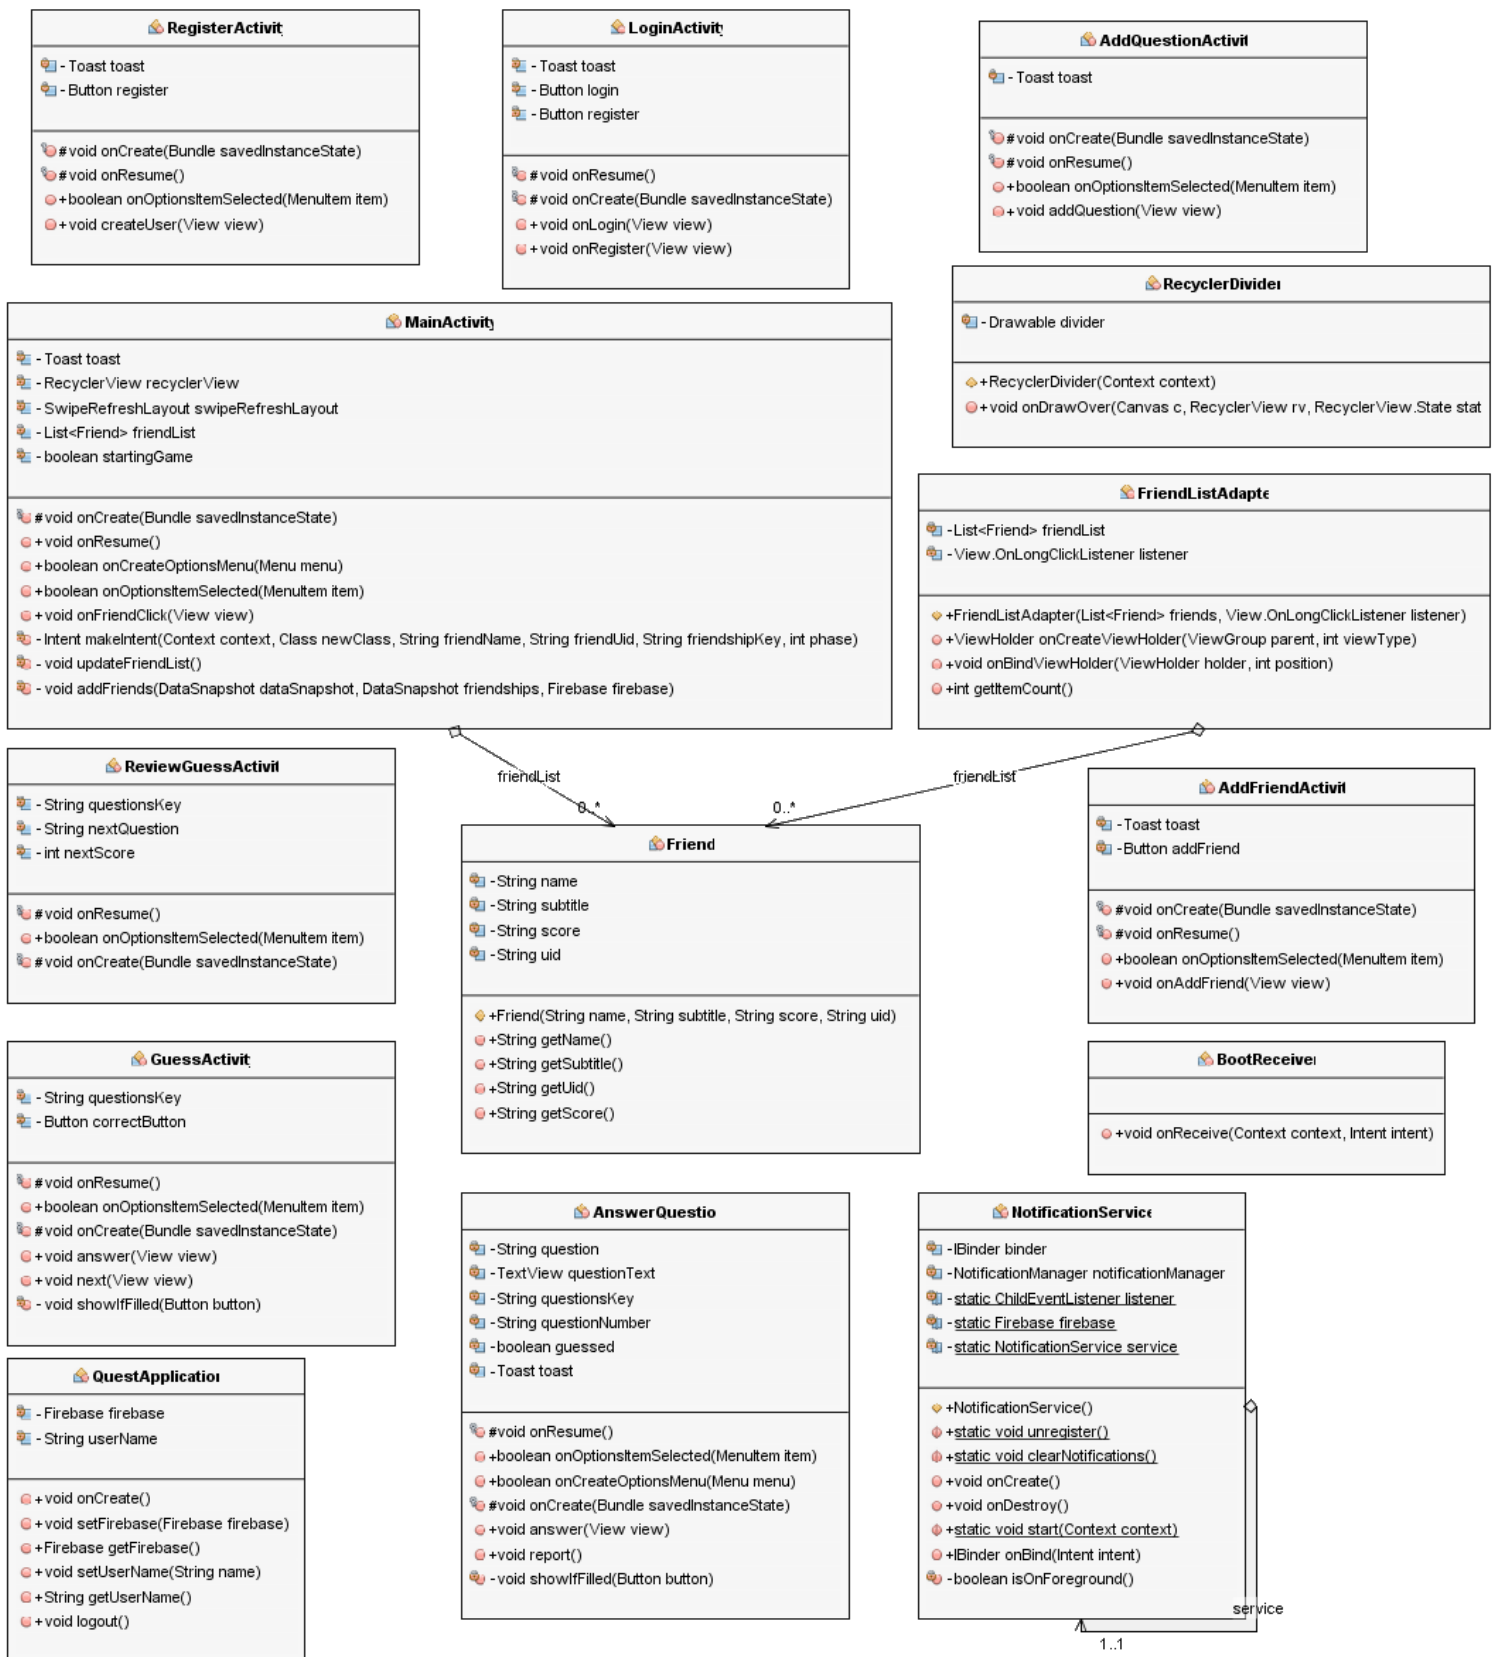 RegisterActivit
- Toast toast
- Button register
# void onCreate(Bundle savedInstanceState)
# void onResume()
+ boolean onOptionsItemSelected(MenuItem item)
+ void createUser(View view)
LoginActivit
- Toast toast
- Button login
- Button register
# void onResume()
# void onCreate(Bundle savedInstanceState)
+ void onLogin(View view)
+ void onRegister(View view)
AddQuestionActivit
- Toast toast
# void onCreate(Bundle savedInstanceState)
# void onResume()
+ boolean onOptionsItemSelected(MenuItem item)
+ void addQuestion(View view)
RecyclerDivider
- Drawable divider
+ RecyclerDivider(Context context)
+ void onDrawOver(Canvas c, RecyclerView rv, RecyclerView.State stat
MainActivity
- Toast toast
- RecyclerView recyclerView
- SwipeRefreshLayout swipeRefreshLayout
- List<Friend> friendList
- boolean startingGame
# void onCreate(Bundle savedInstanceState)
+ void onResume()
+ boolean onCreateOptionsMenu(Menu menu)
+ boolean onOptionsItemSelected(MenuItem item)
+ void onFriendClick(View view)
- Intent makeIntent(Context context, Class newClass, String friendName, String friendUid, String friendshipKey, int phase)
- void updateFriendList()
- void addFriends(DataSnapshot dataSnapshot, DataSnapshot friendships, Firebase firebase)
FriendListAdapte
- List<Friend> friendList
- View.OnLongClickListener listener
+ FriendListAdapter(List<Friend> friends, View.OnLongClickListener listener)
+ ViewHolder onCreateViewHolder(ViewGroup parent, int viewType)
+ void onBindViewHolder(ViewHolder holder, int position)
+ int getItemCount()
friendList
0..*
friendList
0..*
ReviewGuessActivit
- String questionsKey
- String nextQuestion
- int nextScore
# void onResume()
+ boolean onOptionsItemSelected(MenuItem item)
# void onCreate(Bundle savedInstanceState)
Friend
- String name
- String subtitle
- String score
- String uid
+ Friend(String name, String subtitle, String score, String uid)
+ String getName()
+ String getSubtitle()
+ String getUid()
+ String getScore()
AddFriendActivit
- Toast toast
- Button addFriend
# void onCreate(Bundle savedInstanceState)
# void onResume()
+ boolean onOptionsItemSelected(MenuItem item)
+ void onAddFriend(View view)
GuessActivit
- String questionsKey
- Button correctButton
# void onResume()
+ boolean onOptionsItemSelected(MenuItem item)
# void onCreate(Bundle savedInstanceState)
+ void answer(View view)
+ void next(View view)
- void showIfFilled(Button button)
BootReceiver
+ void onReceive(Context context, Intent intent)
AnswerQuestio
- String question
- TextView questionText
- String questionsKey
- String questionNumber
- boolean guessed
- Toast toast
# void onResume()
+ boolean onOptionsItemSelected(MenuItem item)
+ boolean onCreateOptionsMenu(Menu menu)
# void onCreate(Bundle savedInstanceState)
+ void answer(View view)
+ void report()
- void showIfFilled(Button button)
NotificationService
- IBinder binder
- NotificationManager notificationManager
- static ChildEventListener listener
- static Firebase firebase
- static NotificationService service
+ NotificationService()
+ static void unregister()
+ static void clearNotifications()
+ void onCreate()
+ void onDestroy()
+ static void start(Context context)
+ IBinder onBind(Intent intent)
- boolean isOnForeground()
service
1..1
QuestApplication
- Firebase firebase
- String userName
+ void onCreate()
+ void setFirebase(Firebase firebase)
+ Firebase getFirebase()
+ void setUserName(String name)
+ String getUserName()
+ void logout()